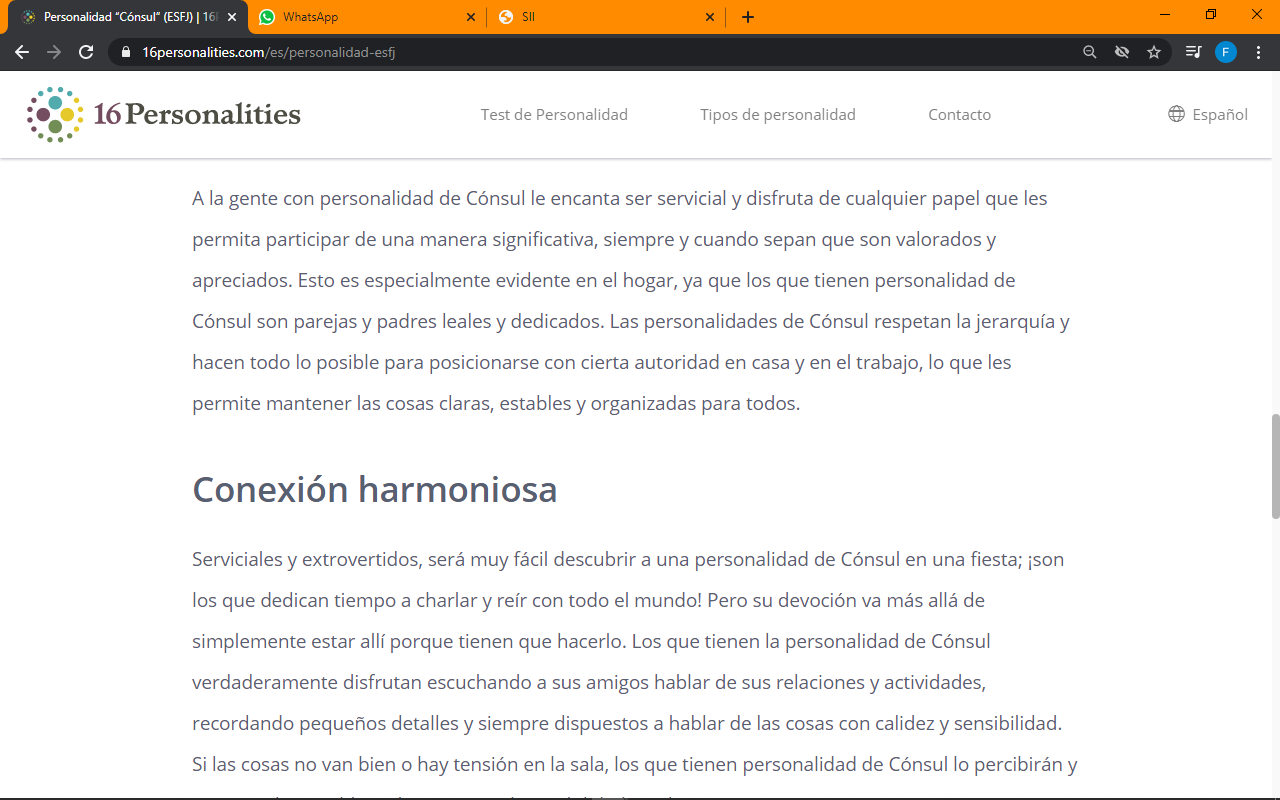 Personalidad “Cónsul” (ESFJ) | 16
WhatsApp
SII
16personalities.com/es/personalidad-esfj
F
16Personalities
Test de Personalidad
Tipos de personalidad
Contacto
Español
A la gente con personalidad de Cónsul le encanta ser servicial y disfruta de cualquier papel que les
permita participar de una manera significativa, siempre y cuando sepan que son valorados y
apreciados. Esto es especialmente evidente en el hogar, ya que los que tienen personalidad de
Cónsul son parejas y padres leales y dedicados. Las personalidades de Cónsul respetan la jerarquía y
hacen todo lo posible para posicionarse con cierta autoridad en casa y en el trabajo, lo que les
permite mantener las cosas claras, estables y organizadas para todos.
Conexión harmoniosa
Serviciales y extrovertidos, será muy fácil descubrir a una personalidad de Cónsul en una fiesta; ¡son
los que dedican tiempo a charlar y reír con todo el mundo! Pero su devoción va más allá de
simplemente estar allí porque tienen que hacerlo. Los que tienen la personalidad de Cónsul
verdaderamente disfrutan escuchando a sus amigos hablar de sus relaciones y actividades,
recordando pequeños detalles y siempre dispuestos a hablar de las cosas con calidez y sensibilidad.
Si las cosas no van bien o hay tensión en la sala, los que tienen personalidad de Cónsul lo percibirán y